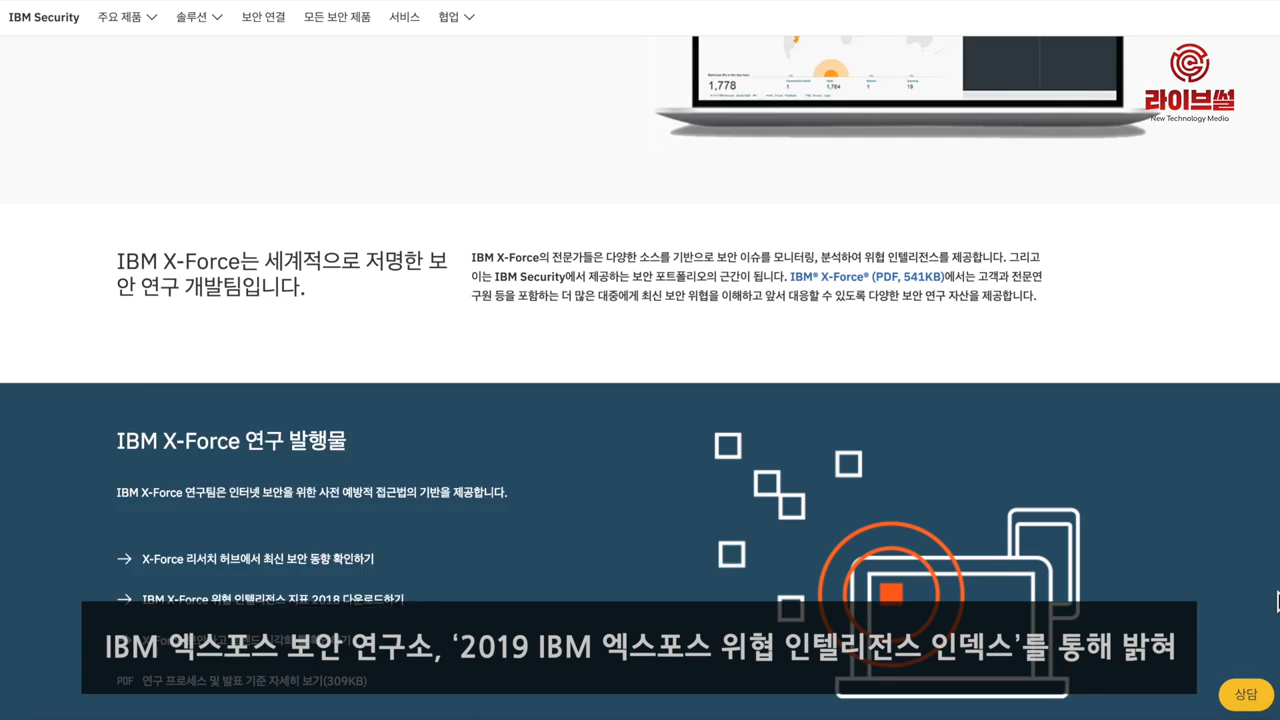 IBM Security 주요 제품 솔루션 보안 연결 모든 보안 제품 서비스 협업
1,778
1
1,764
1
19
라이브썰
New Technology Media
IBM X-Force는 세계적으로 저명한 보
안 연구 개발팀입니다.
IBM X-Force의 전문가들은 다양한 소스를 기반으로 보안 이슈를 모니터링, 분석하여 위협 인텔리전스를 제공합니다. 그리고
이는 IBM Security에서 제공하는 보안 포트폴리오의 근간이 됩니다. IBM® X-Force® (PDF, 541KB)에서는 고객과 전문연
구원 등을 포함하는 더 많은 대중에게 최신 보안 위협을 이해하고 앞서 대응할 수 있도록 다양한 보안 연구 자산을 제공합니다.
IBM X-Force 연구 발행물
IBM X-Force 연구팀은 인터넷 보안을 위한 사전 예방적 접근법의 기반을 제공합니다.
X-Force 리서치 허브에서 최신 보안 동향 확인하기
IBM X-Force 위협 인텔리전스 지표 2018 다운로드하기
IBM 엑스포스 보안 연구소, ‘2019 IBM 엑스포스 위협 인텔리전스 인덱스’를 통해 밝혀
PDF 연구 프로세스 및 발표 기준 자세히 보기(309KB)
상담